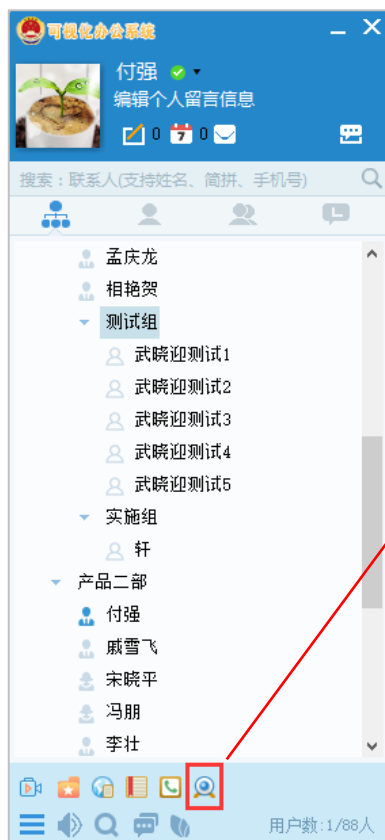 可视化办公系统
付强
编辑个人留言信息
0 7 0
搜索：联系人(支持姓名、简拼、手机号)
孟庆龙
相艳贺
测试组
武晓迎测试1
武晓迎测试2
武晓迎测试3
武晓迎测试4
武晓迎测试5
实施组
轩
产品二部
付强
戚雪飞
宋晓平
冯朋
李壮
用户数:1/88人